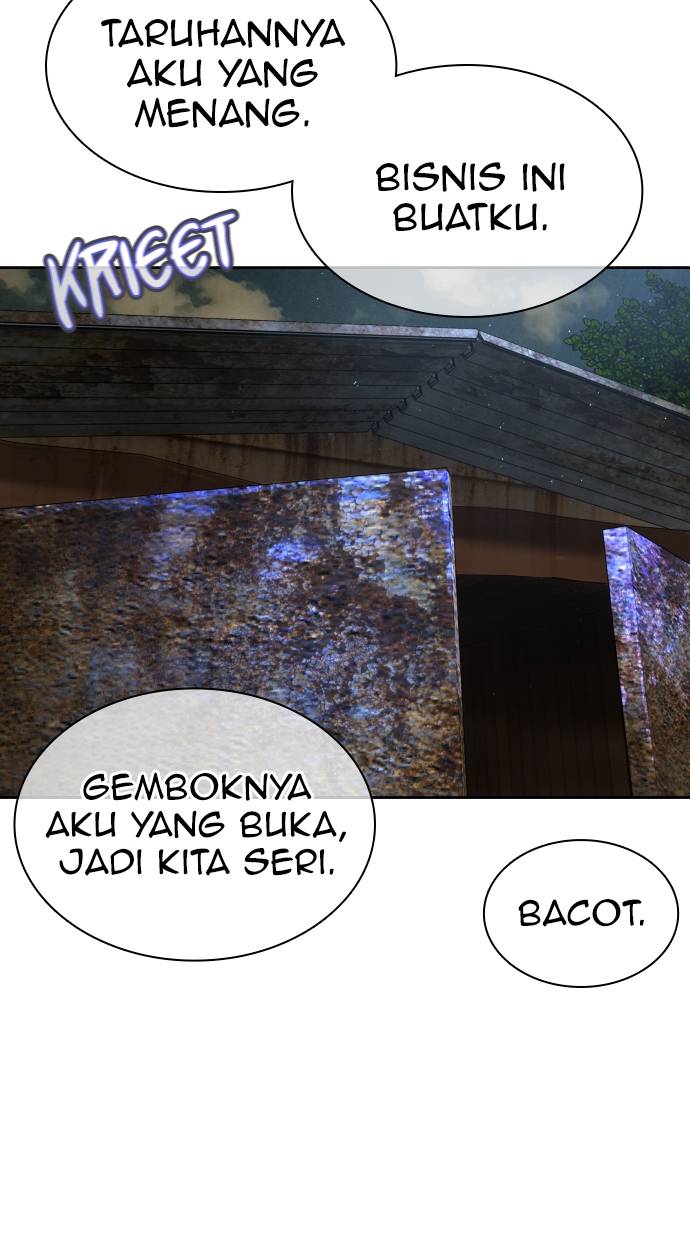 TARUHANNYA
AKU YANG
MENANG.
BISNIS INI
BUATKU.
KRIEET
GEMBOKNYA
AKU YANG BUKA,
JADI KITA SERI.
BACOT.